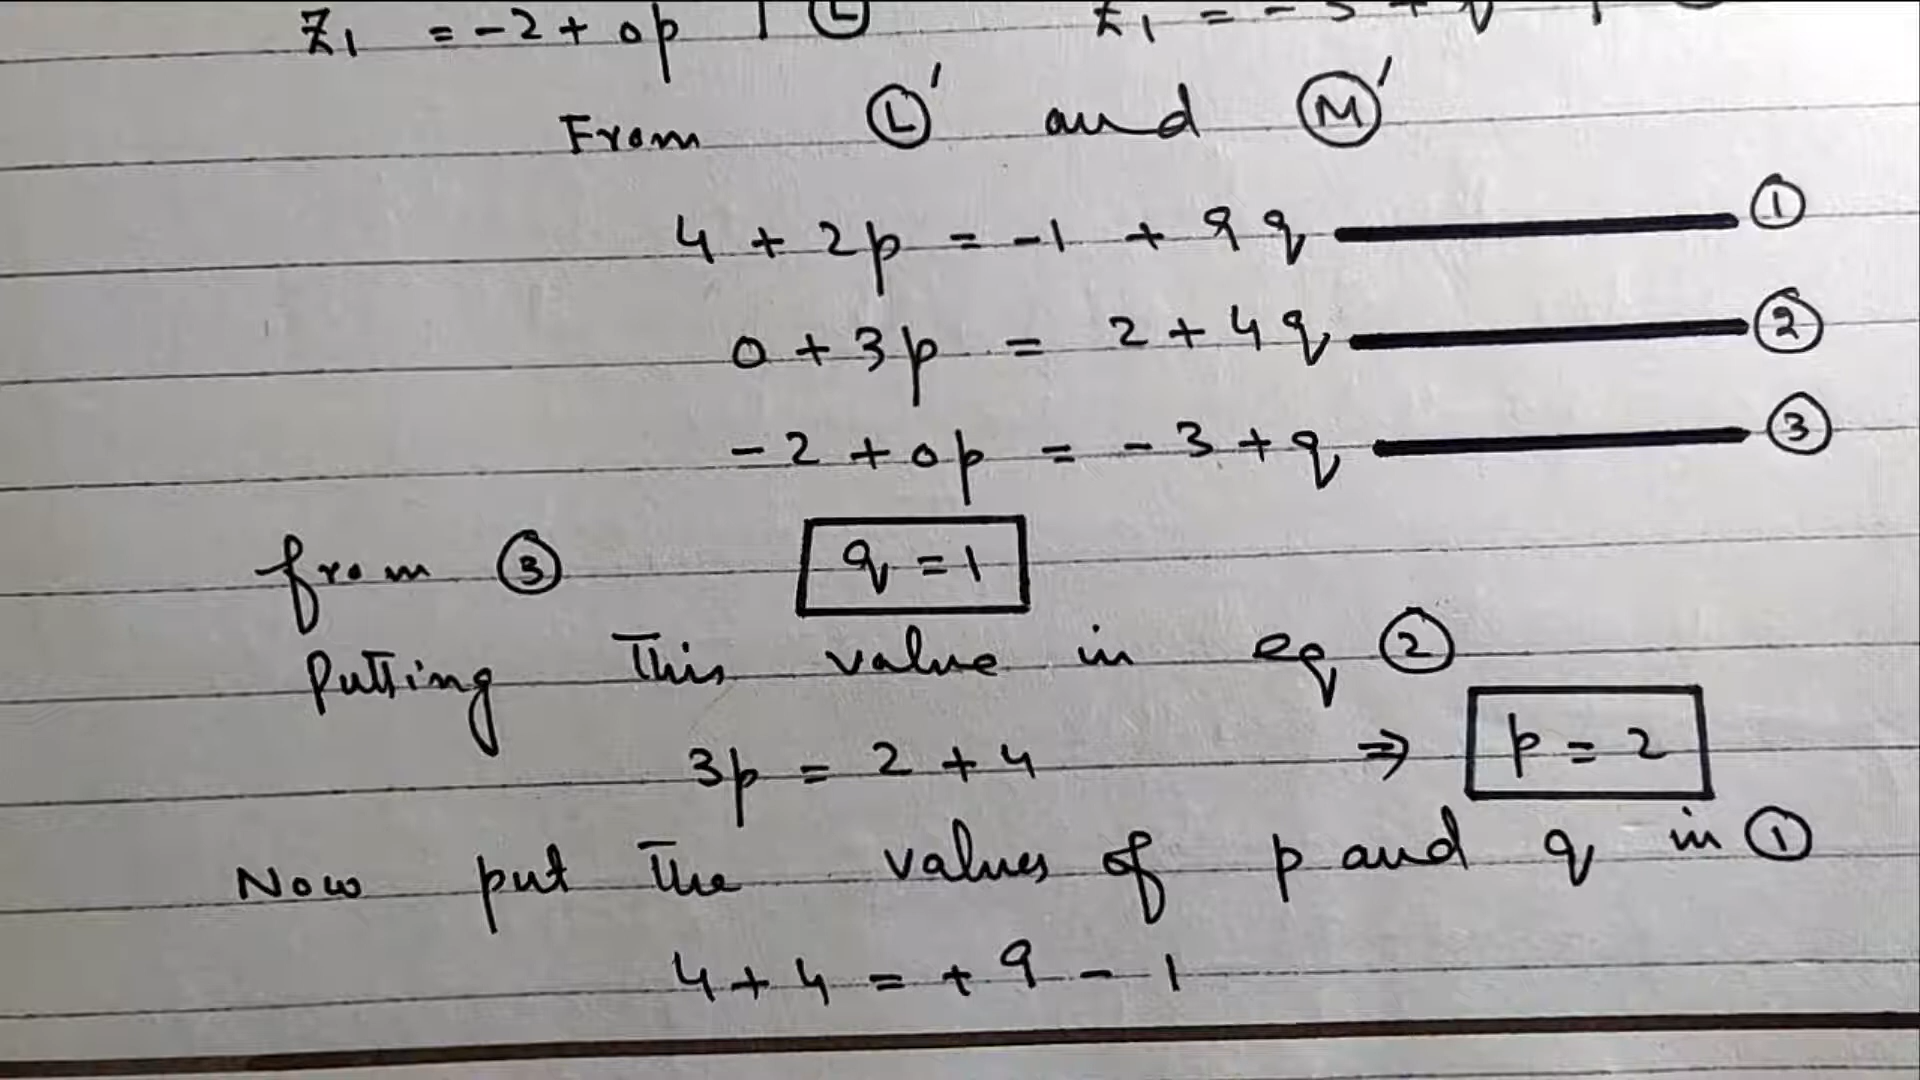 z₁ = -2 + 0p | Ⓛ z₁ = -3 + q
From Ⓛ' and Ⓜ'
4 + 2p = -1 + 9q ①
0 + 3p = 2 + 4q ②
-2 + 0p = -3 + q ③
from ③ q = 1
Putting This value in eq ②
3p = 2 + 4 ⇒ p = 2
Now put The values of p and q in ①
4 + 4 = + 9 - 1